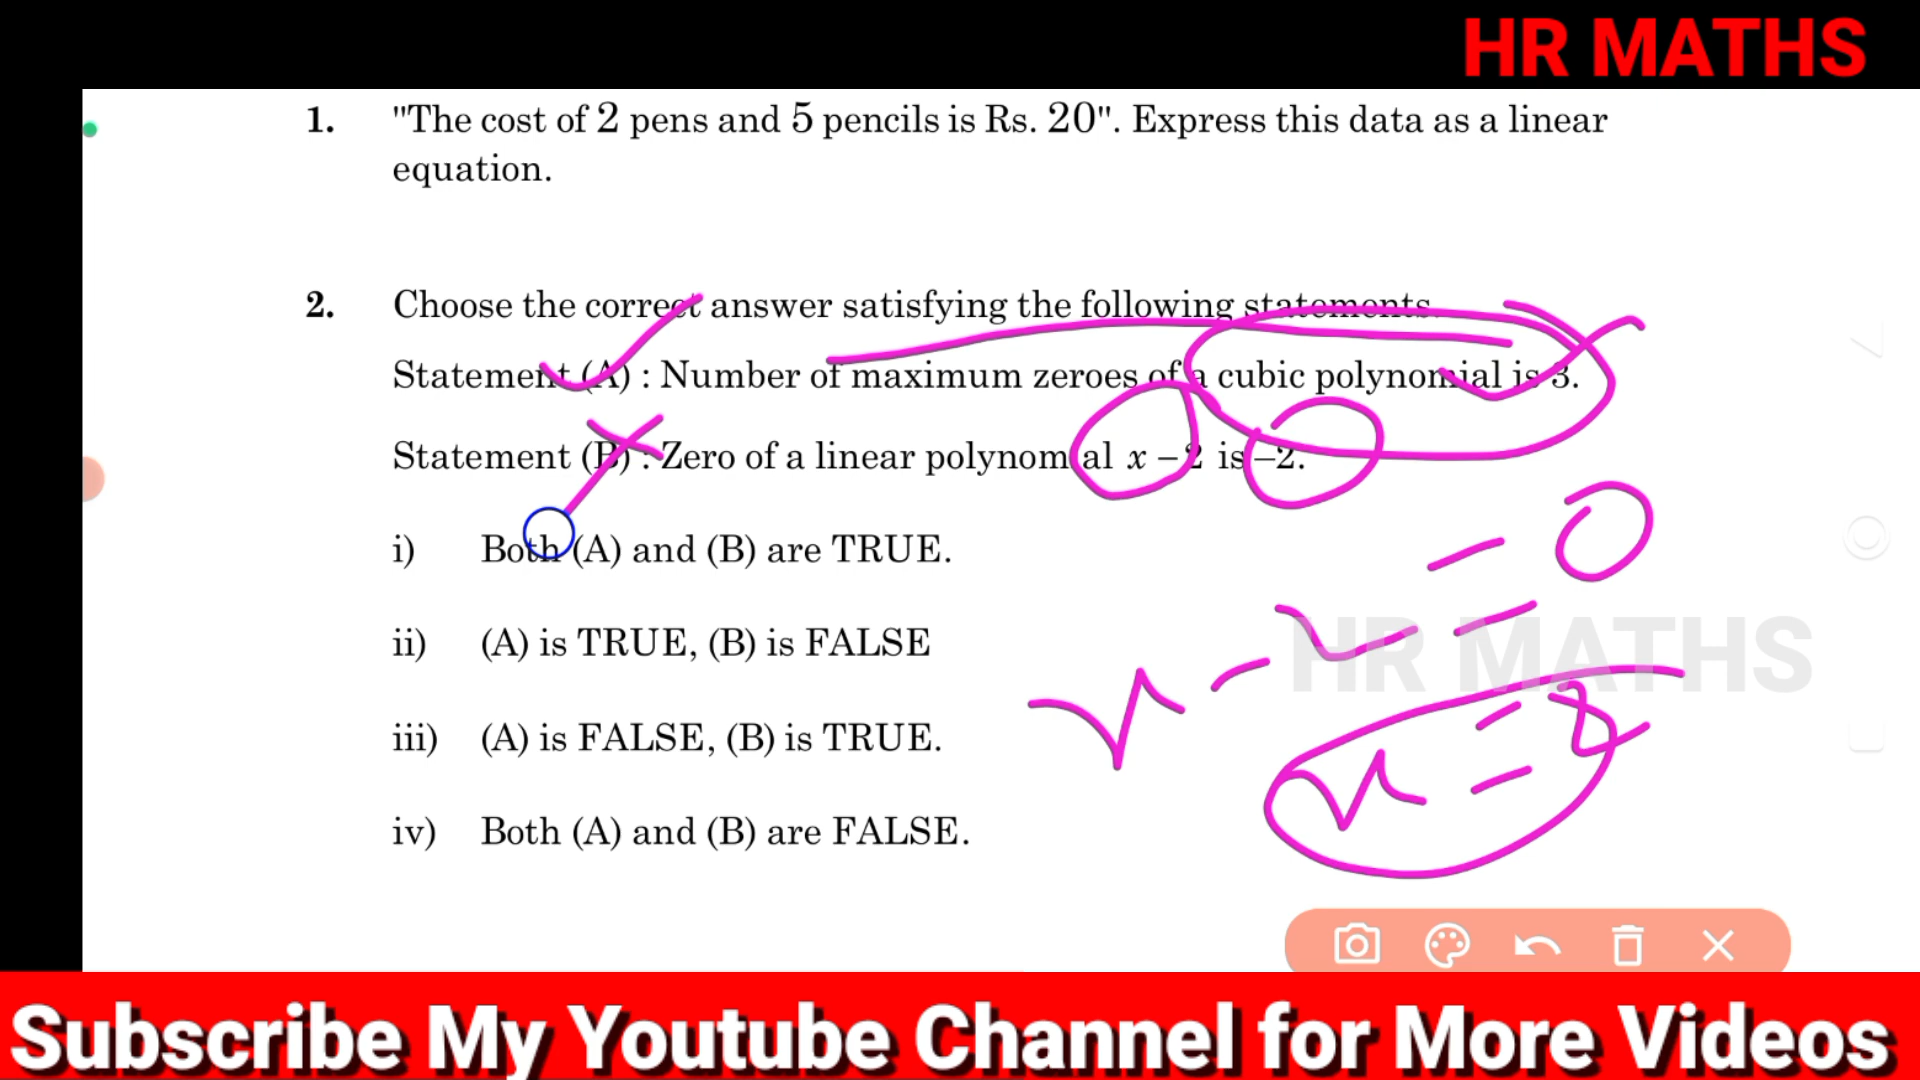 HR MATHS
1. "The cost of 2 pens and 5 pencils is Rs. 20". Express this data as a linear
equation.
2. Choose the correct answer satisfying the following statements.
Statement (A) : Number of maximum zeroes of a cubic polynomial is 3.
Statement (B) : Zero of a linear polynomial x – 2 is –2.
i) Both (A) and (B) are TRUE.
x - 2 = 0
ii) (A) is TRUE, (B) is FALSE
HR MATHS
iii) (A) is FALSE, (B) is TRUE.
x = 2
iv) Both (A) and (B) are FALSE.
Subscribe My Youtube Channel for More Videos